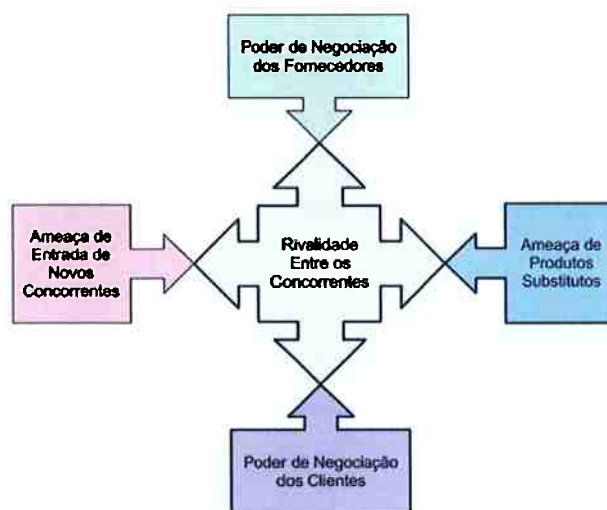 Poder de Negociação
dos Fornecedores
Ameaça de
Entrada de
Novos
Concorrentes
Rivalidade
Entre os
Concorrentes
Ameaça de
Produtos
Substitutos
Poder de Negociação
dos Clientes